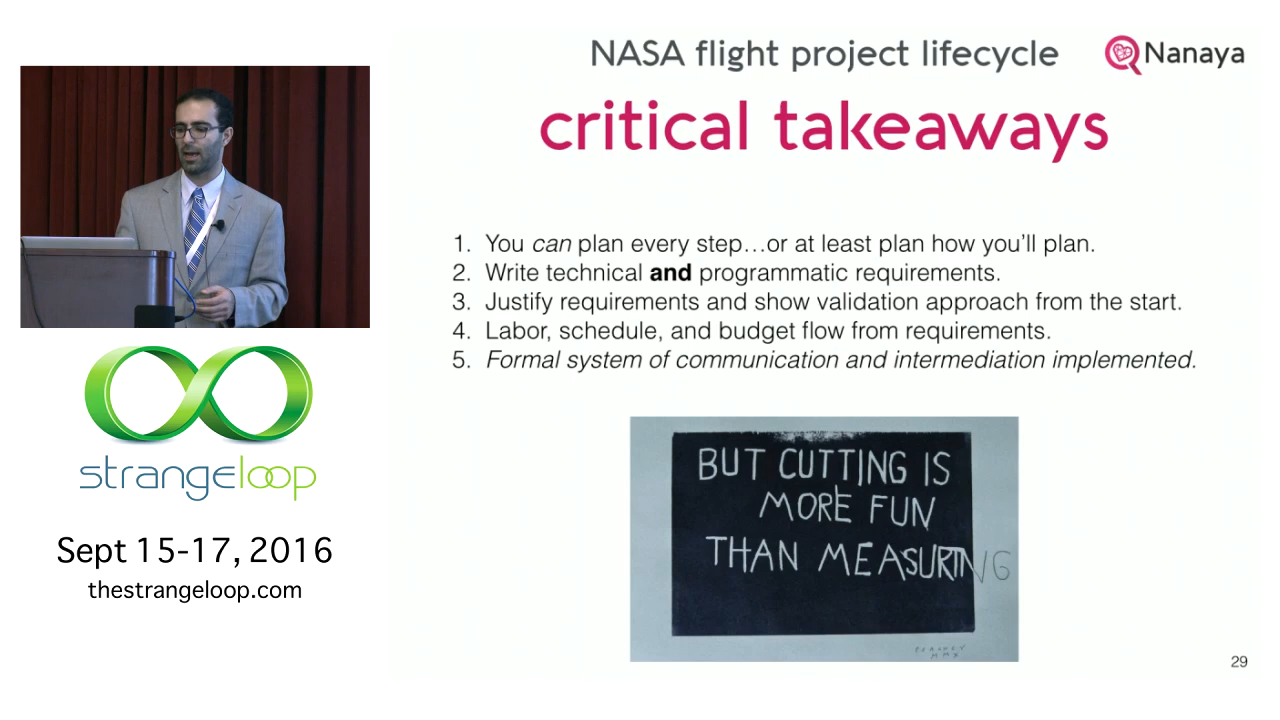 NASA flight project lifecycle
Nanaya
critical takeaways
1. You can plan every step...or at least plan how you'll plan.
2. Write technical and programmatic requirements.
3. Justify requirements and show validation approach from the start.
4. Labor, schedule, and budget flow from requirements.
5. Formal system of communication and intermediation implemented.
BUT CUTTING IS
MORE FUN
THAN MEASURING
29
strangeloop
Sept 15-17, 2016
thestrangeloop.com